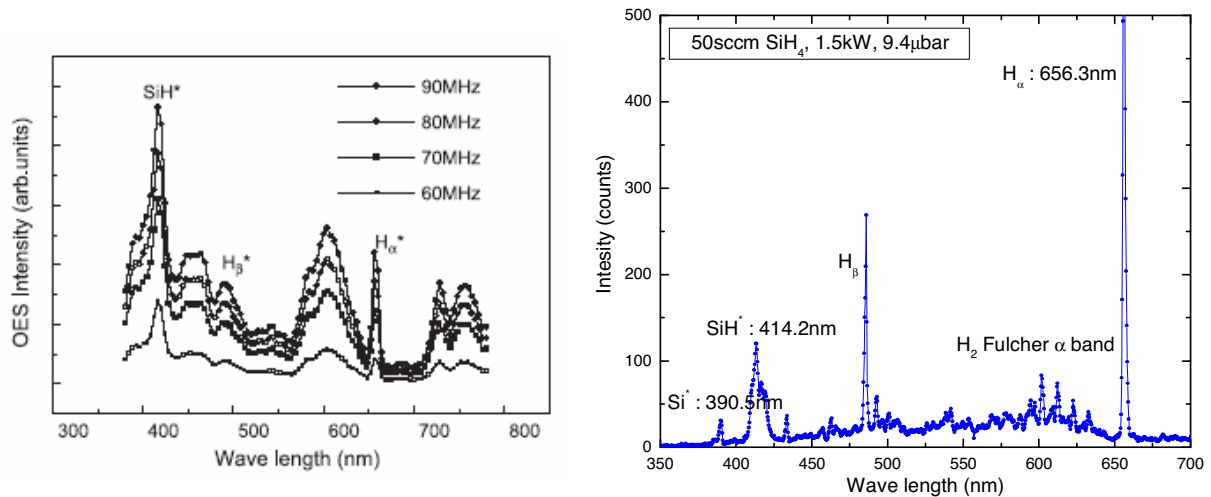 SiH*
90MHz
80MHz
70MHz
60MHz
Hβ*
Hα*
OES Intensity (arb.units)
300 400 500 600 700 800
Wave length (nm)
50sccm SiH4, 1.5kW, 9.4μbar
Hα : 656.3nm
Hβ
SiH* : 414.2nm
H2 Fulcher α band
Si* : 390.5nm
Intesity (counts)
500
400
300
200
100
0
350 400 450 500 550 600 650 700
Wave length (nm)